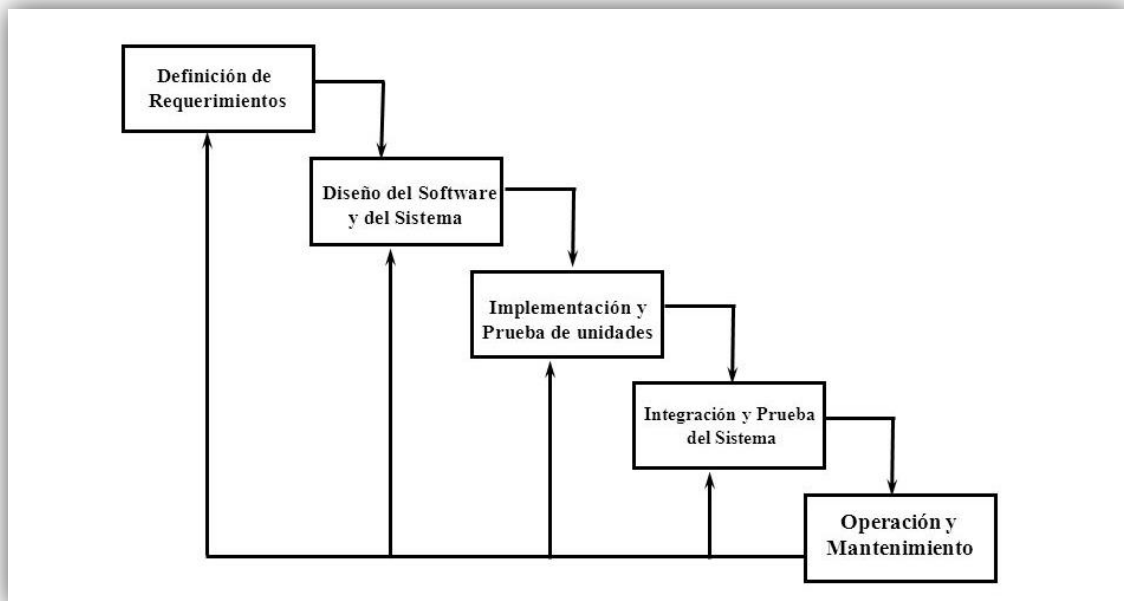 Definición de
Requerimientos
Diseño del Software
y del Sistema
Implementación y
Prueba de unidades
Integración y Prueba
del Sistema
Operación y
Mantenimiento